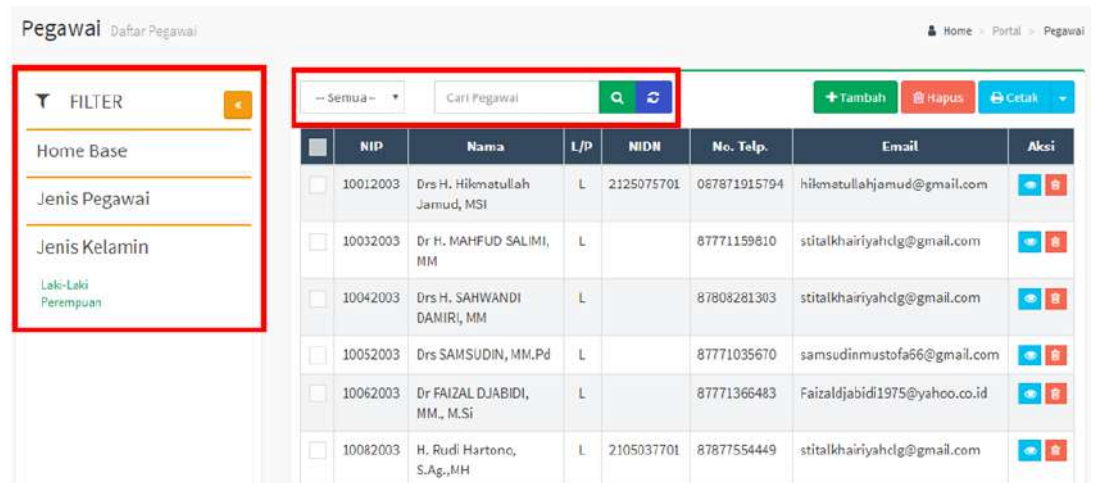 Pegawai Daftar Pegawai
Home > Portal > Pegawai
FILTER
«
Home Base
Jenis Pegawai
Jenis Kelamin
Laki-Laki
Perempuan
-- Semua --
Cari Pegawai
+Tambah Hapus Cetak
NIP Nama L/P NIDN No. Telp. Email Aksi
10012003 Drs H. Hikmatullah L 2125075701 087871915794 hikmatullahjamud@gmail.com
Jamud, MSI
10032003 Dr H. MAHFUD SALIMI, L 87771159810 stitalkhairiyahclg@gmail.com
MM
10042003 Drs H. SAHWANDI L 87808281303 stitalkhairiyahclg@gmail.com
DAMIRI, MM
10052003 Drs SAMSUDIN, MM.Pd L 87771035670 samsudinmustofa66@gmail.com
10062003 Dr FAIZAL DJABIDI, L 87771366483 Faizaldjabidi1975@yahoo.co.id
MM., M.Si
10082003 H. Rudi Hartono, L 2105037701 87877554449 stitalkhairiyahclg@gmail.com
S.Ag.,MH